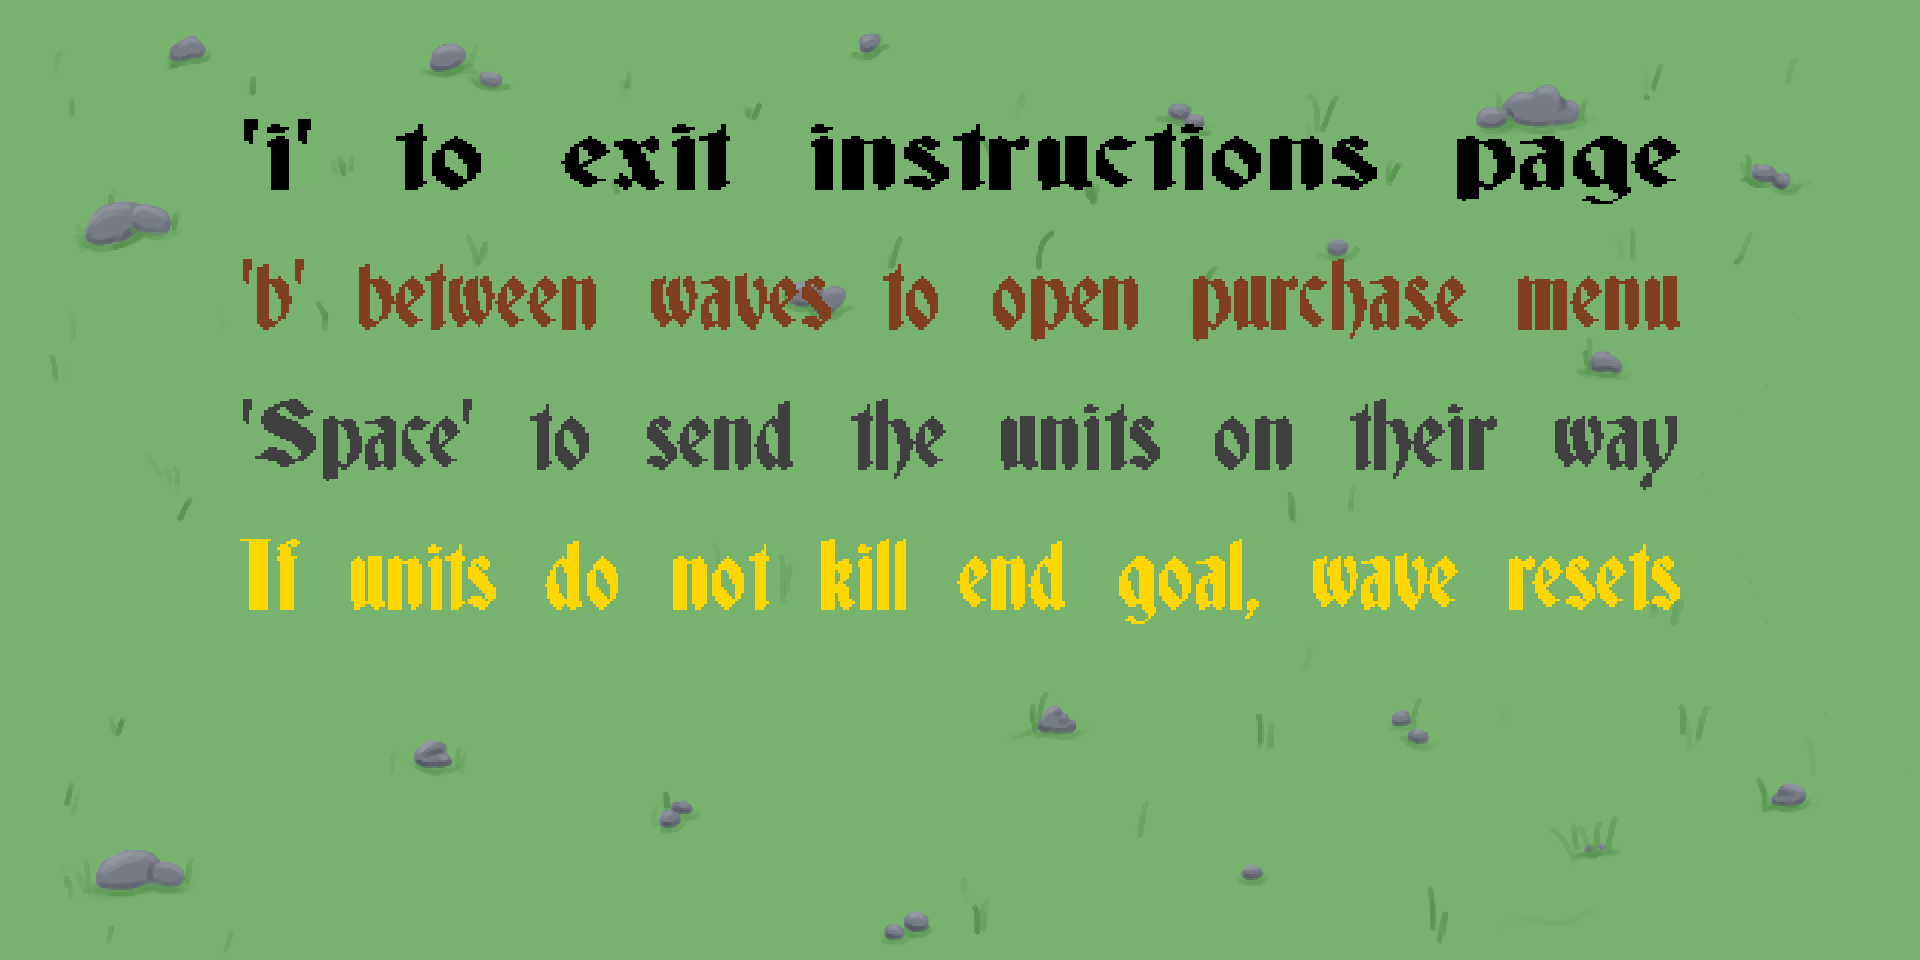 'i' to exit instructions page
'b' between waves to open purchase menu
'Space' to send the units on their way
If units do not kill end goal, wave resets